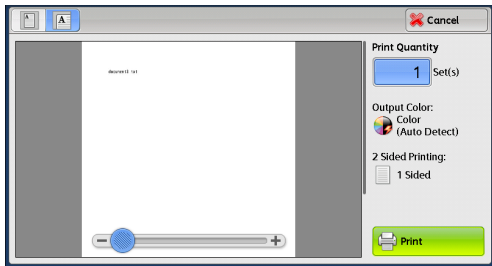 A
A
Cancel
Print Quantity
1 Set(s)
Output Color:
Color
(Auto Detect)
2 Sided Printing:
1 Sided
Print